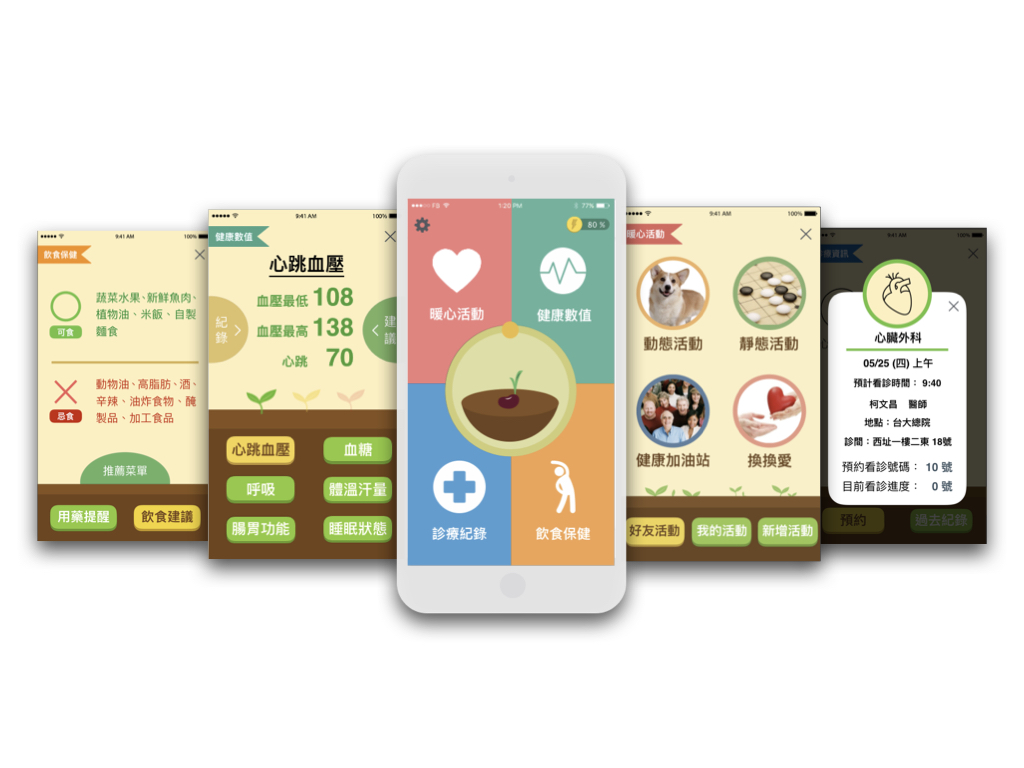 9:41 AM
100%
飲食保健
蔬菜水果、新鮮魚肉、
植物油、米飯、自製
麵食
可食
動物油、高脂肪、酒、
辛辣、油炸食物、醃
製品、加工食品
忌食
推薦菜單
用藥提醒
飲食建議
9:41 AM
100%
健康數值
心跳血壓
紀錄
血壓最低 108
血壓最高 138
心跳 70
建議
心跳血壓
血糖
呼吸
體溫汗量
腸胃功能
睡眠狀態
FB
1:20 PM
77%
80 %
暖心活動
健康數值
診療紀錄
飲食保健
9:41 AM
100%
暖心活動
動態活動
靜態活動
健康加油站
換換愛
好友活動
我的活動
新增活動
9:41 AM
100%
資訊
心臟外科
05/25 (四) 上午
預計看診時間： 9:40
柯文昌 醫師
地點：台大總院
診間：西址一樓二東 18號
預約看診號碼： 10 號
目前看診進度： 0 號
預約
過去紀錄